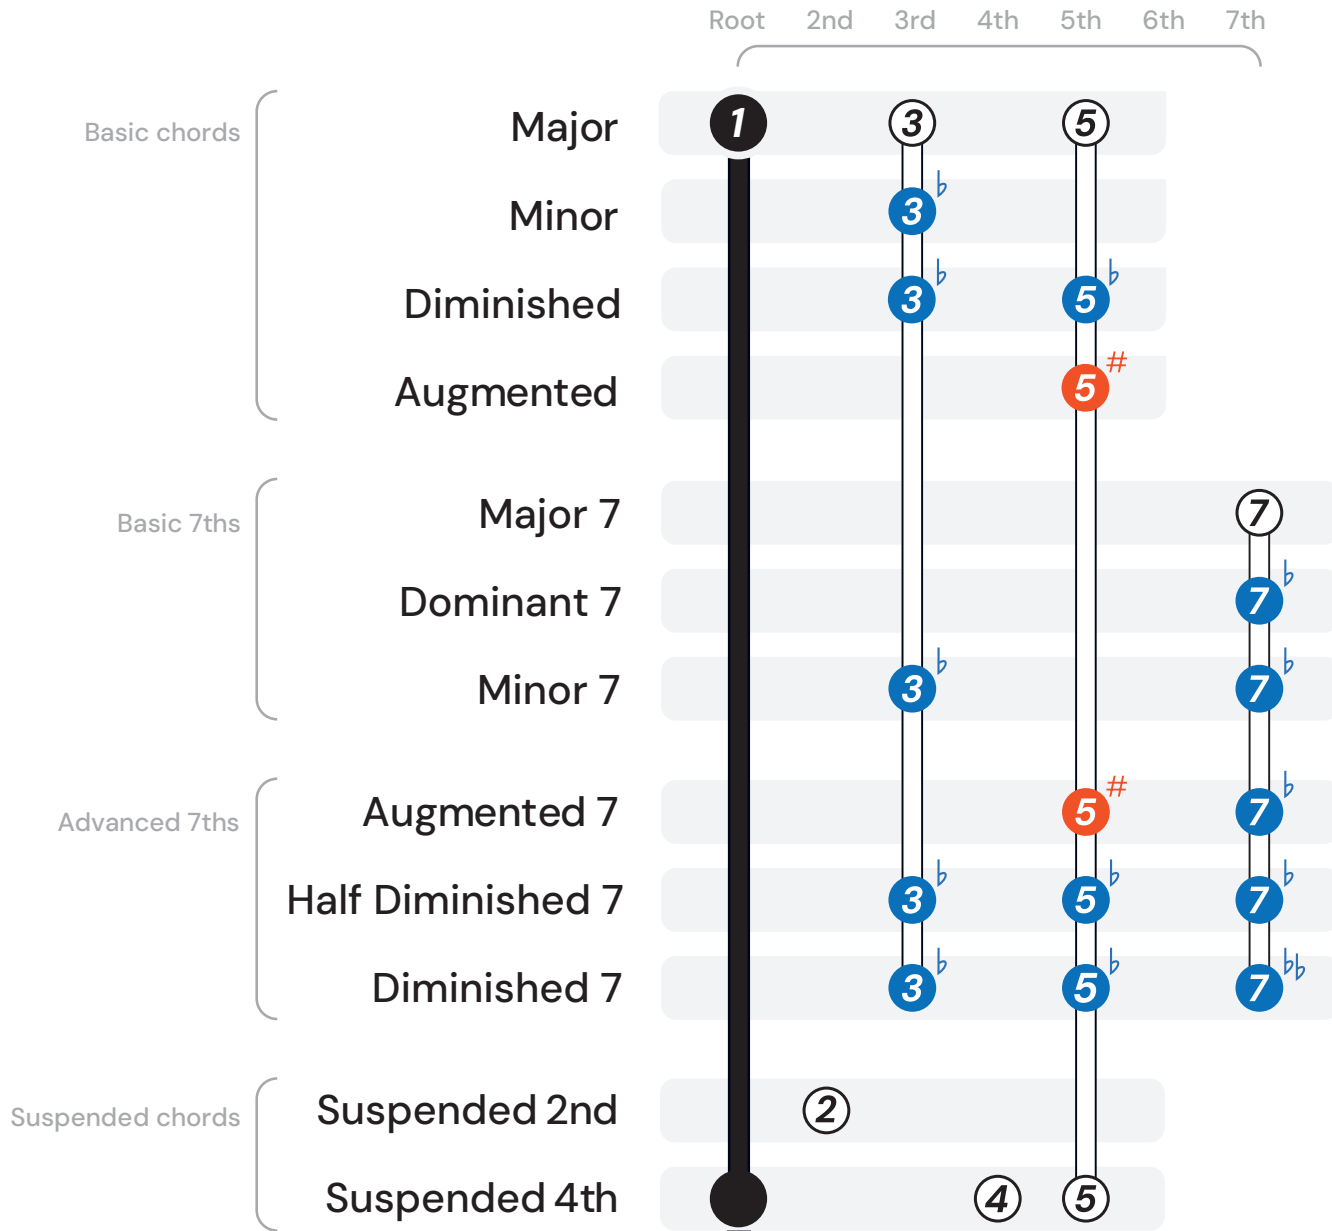 Root 2nd 3rd 4th 5th 6th 7th
Basic chords
Major 1 3 5
Minor 3♭
Diminished 3♭ 5♭
Augmented 5#
Basic 7ths
Major 7 7
Dominant 7 7♭
Minor 7 3♭ 7♭
Advanced 7ths
Augmented 7 5# 7♭
Half Diminished 7 3♭ 5♭ 7♭
Diminished 7 3♭ 5♭ 7♭♭
Suspended chords
Suspended 2nd 2
Suspended 4th 4 5